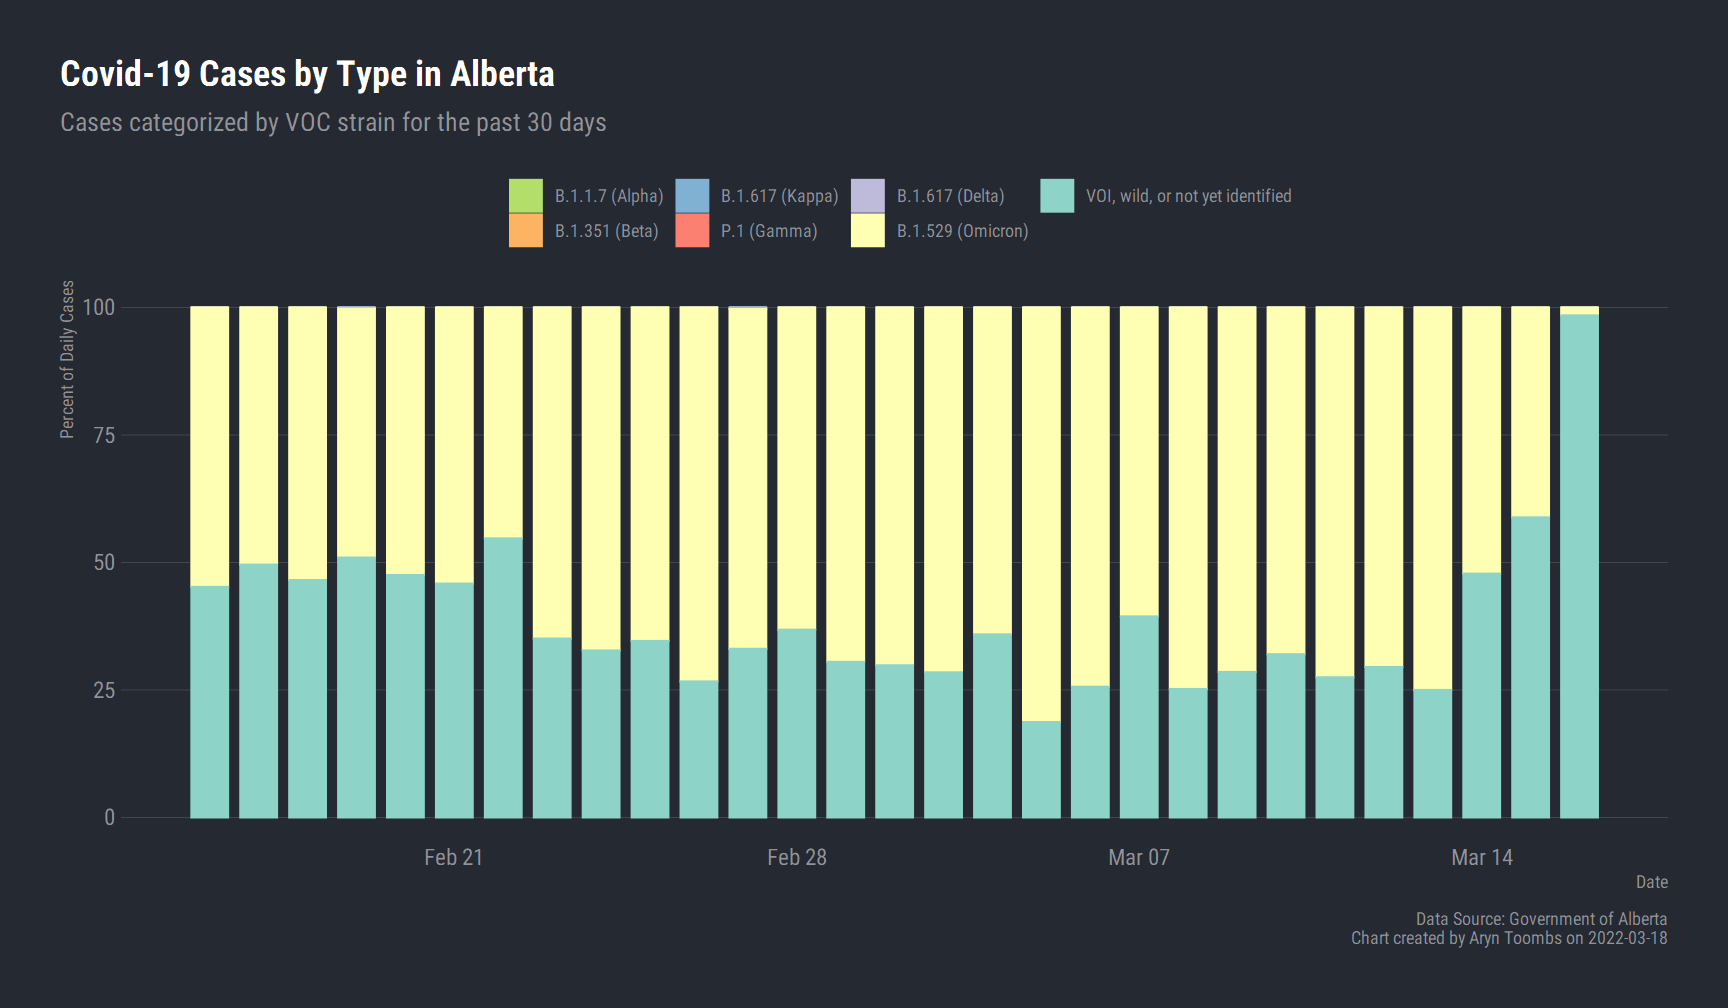 Covid-19 Cases by Type in Alberta
Cases categorized by VOC strain for the past 30 days
B.1.1.7 (Alpha) B.1.617 (Kappa) B.1.617 (Delta) VOI, wild, or not yet identified
B.1.351 (Beta) P.1 (Gamma) B.1.529 (Omicron)
Percent of Daily Cases
100
75
50
25
0
Feb 21 Feb 28 Mar 07 Mar 14
Date
Data Source: Government of Alberta
Chart created by Aryn Toombs on 2022-03-18